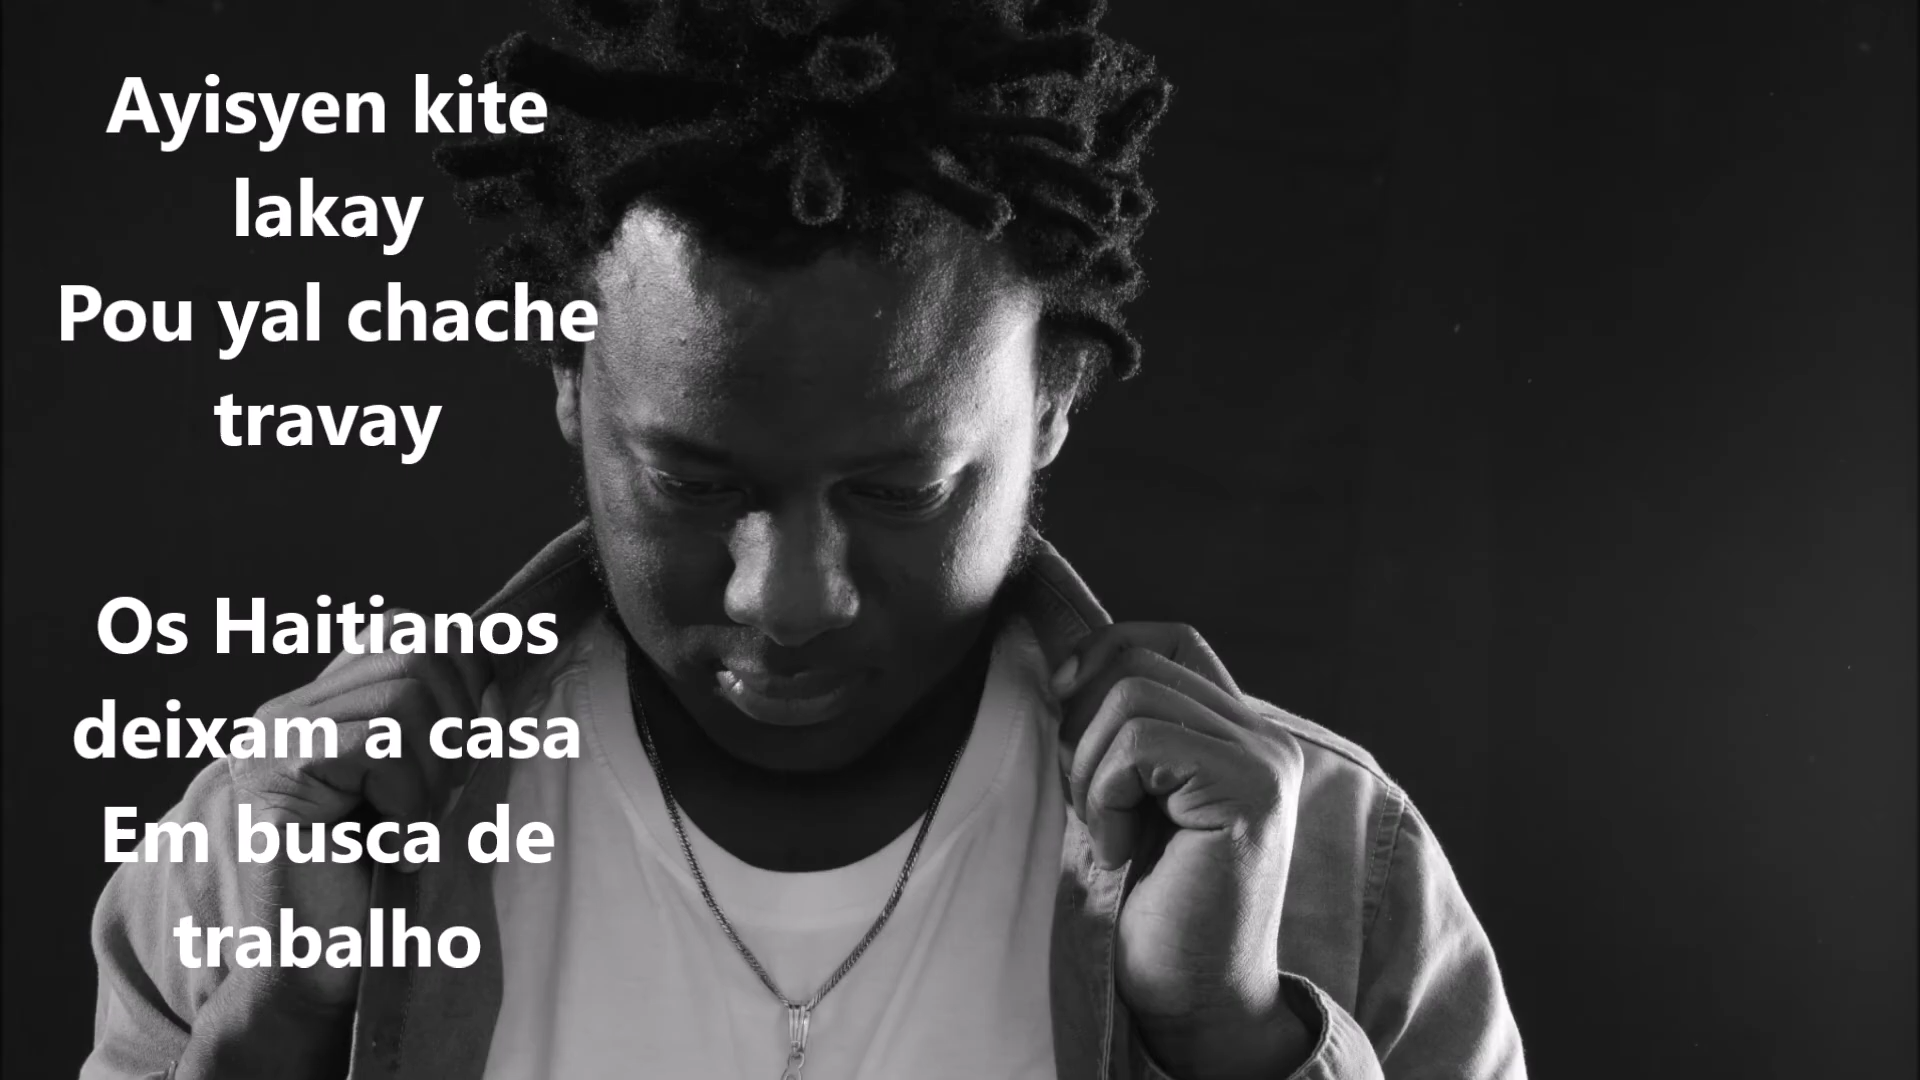 Ayisyen kite
lakay
Pou yal chache
travay
Os Haitianos
deixam a casa
Em busca de
trabalho